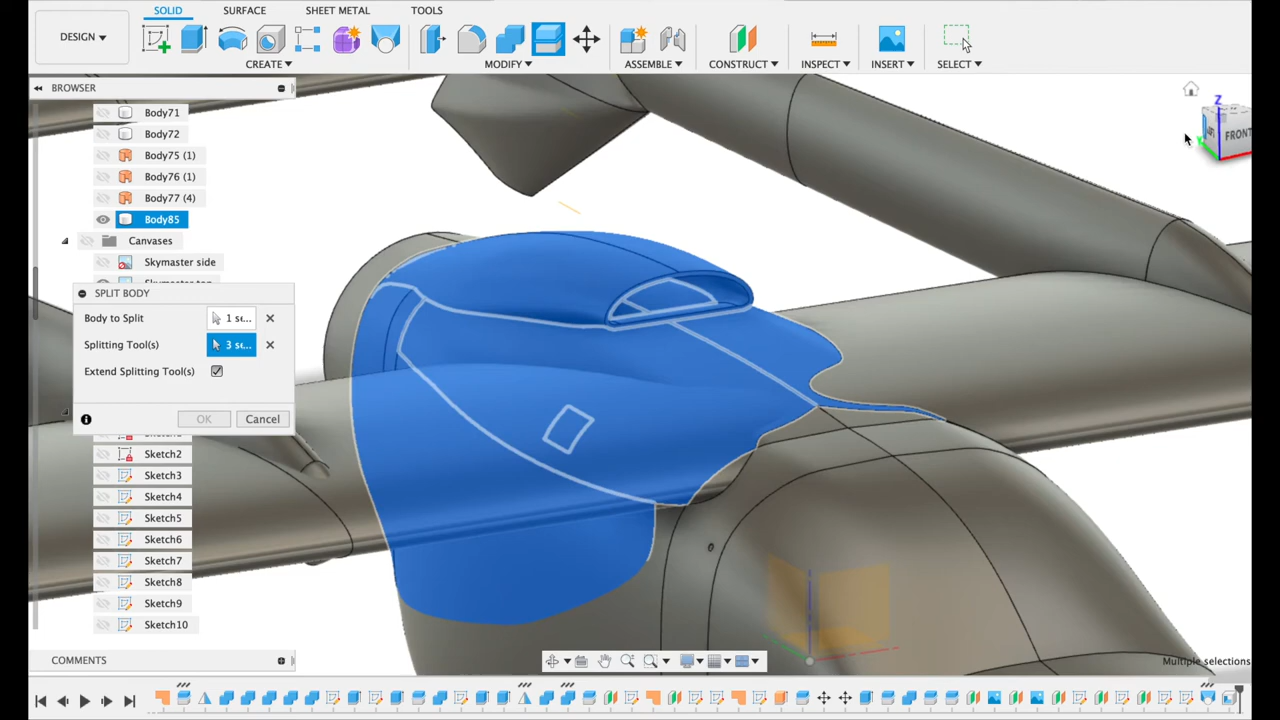 SOLID SURFACE SHEET METAL TOOLS
DESIGN
CREATE MODIFY ASSEMBLE CONSTRUCT INSPECT INSERT SELECT
BROWSER
Body71
Body72
Body75 (1)
Body76 (1)
Body77 (4)
Body85
Canvases
Skymaster side
Skymaster top
SPLIT BODY
Body to Split 1 se...
Splitting Tool(s) 3 se...
Extend Splitting Tool(s)
OK Cancel
Sketch2
Sketch3
Sketch4
Sketch5
Sketch6
Sketch7
Sketch8
Sketch9
Sketch10
COMMENTS
Z
FRONT
Multiple selections